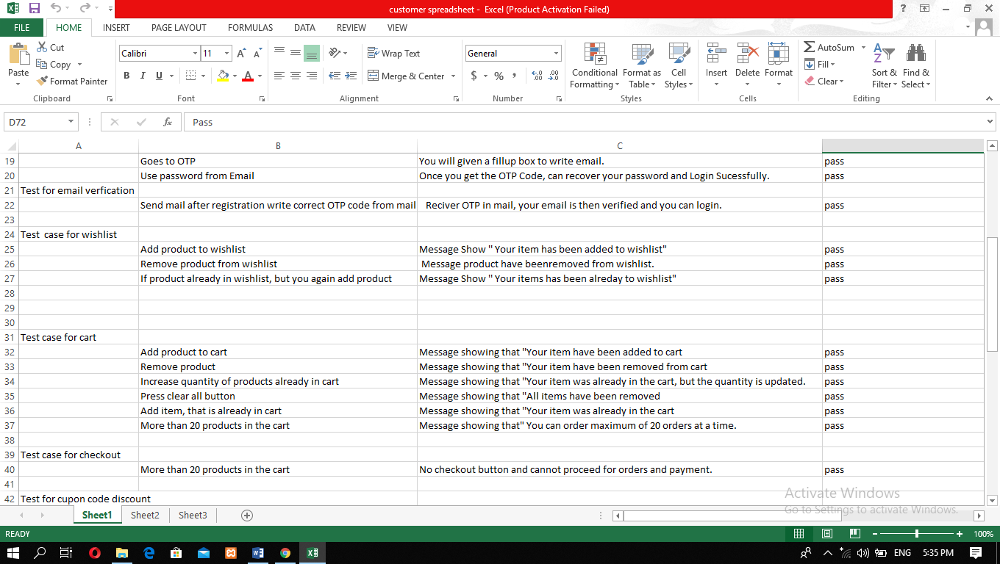 customer spreadsheet - Excel (Product Activation Failed)
FILE HOME INSERT PAGE LAYOUT FORMULAS DATA REVIEW VIEW
Paste
Cut
Copy
Format Painter
Clipboard
Calibri 11
B I U
Font
Wrap Text
Merge & Center
Alignment
General
$ % ,
Number
Conditional Formatting
Format as Table
Cell Styles
Styles
Insert Delete Format
Cells
AutoSum
Fill
Clear
Sort & Filter
Find & Select
Editing
D72 fx Pass
A B C
19 Goes to OTP You will given a fillup box to write email. pass
20 Use password from Email Once you get the OTP Code, can recover your password and Login Sucessfully. pass
21 Test for email verfication
22 Send mail after registration write correct OTP code from mail Reciver OTP in mail, your email is then verified and you can login. pass
23
24 Test case for wishlist
25 Add product to wishlist Message Show " Your item has been added to wishlist" pass
26 Remove product from wishlist Message product have beenremoved from wishlist. pass
27 If product already in wishlist, but you again add product Message Show " Your items has been alreday to wishlist" pass
28
29
30
31 Test case for cart
32 Add product to cart Message showing that "Your item have been added to cart pass
33 Remove product Message showing that "Your item have been removed from cart pass
34 Increase quantity of products already in cart Message showing that "Your item was already in the cart, but the quantity is updated. pass
35 Press clear all button Message showing that "All items have been removed pass
36 Add item, that is already in cart Message showing that "Your item was already in the cart pass
37 More than 20 products in the cart Message showing that" You can order maximum of 20 orders at a time. pass
38
39 Test case for checkout
40 More than 20 products in the cart No checkout button and cannot proceed for orders and payment. pass
41
42 Test for cupon code discount
Activate Windows
Go to Settings to activate Windows.
Sheet1 Sheet2 Sheet3
READY 100%
ENG 5:35 PM